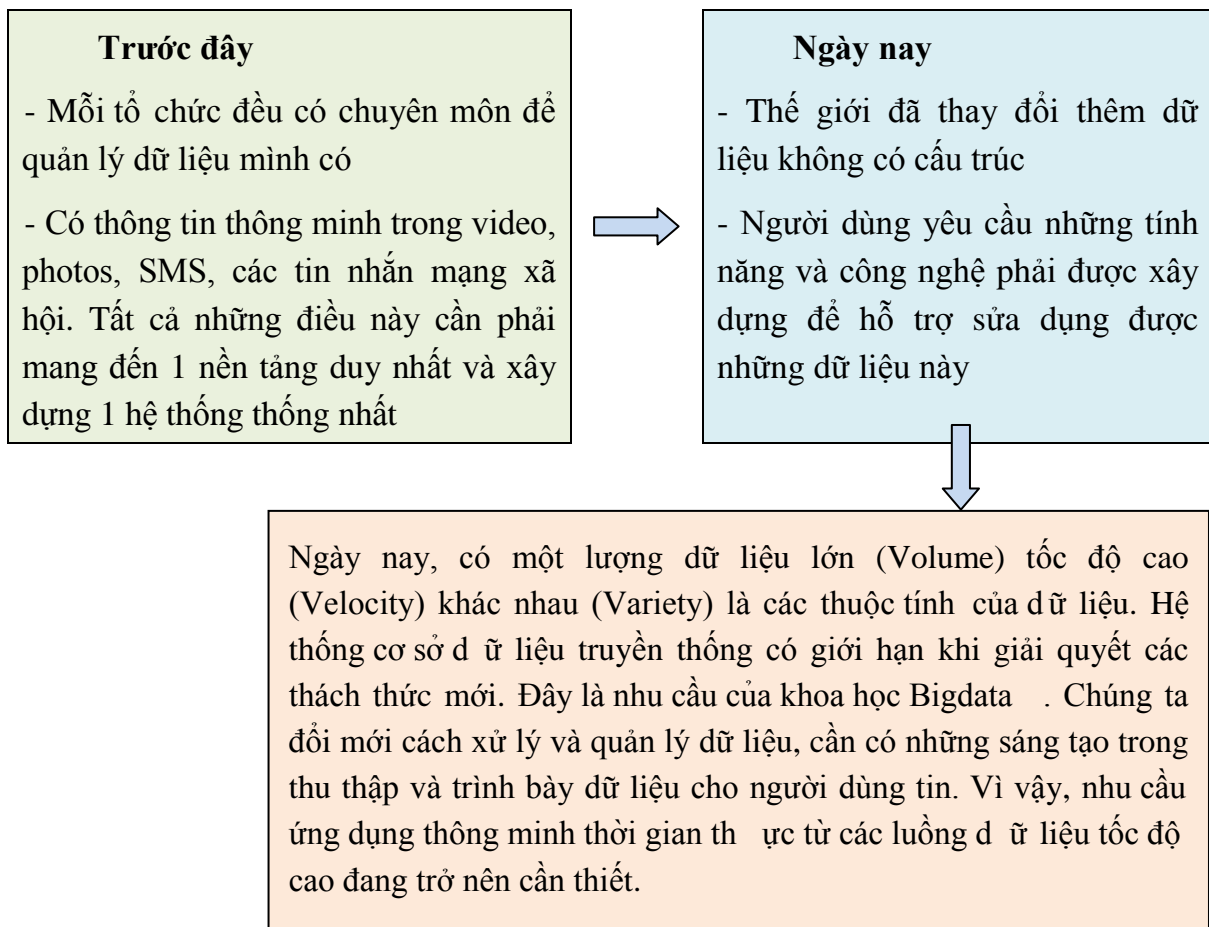 Trước đây
- Mỗi tổ chức đều có chuyên môn để
quản lý dữ liệu mình có
- Có thông tin thông minh trong video,
photos, SMS, các tin nhắn mạng xã
hội. Tất cả những điều này cần phải
mang đến 1 nền tảng duy nhất và xây
dựng 1 hệ thống thống nhất
Ngày nay
- Thế giới đã thay đổi thêm dữ
liệu không có cấu trúc
- Người dùng yêu cầu những tính
năng và công nghệ phải được xây
dựng để hỗ trợ sửa dụng được
những dữ liệu này
Ngày nay, có một lượng dữ liệu lớn (Volume) tốc độ cao
(Velocity) khác nhau (Variety) là các thuộc tính của d ữ liệu. Hệ
thống cơ sở d ữ liệu truyền thống có giới hạn khi giải quyết các
thách thức mới. Đây là nhu cầu của khoa học Bigdata . Chúng ta
đổi mới cách xử lý và quản lý dữ liệu, cần có những sáng tạo trong
thu thập và trình bày dữ liệu cho người dùng tin. Vì vậy, nhu cầu
ứng dụng thông minh thời gian th ực từ các luồng d ữ liệu tốc độ
cao đang trở nên cần thiết.